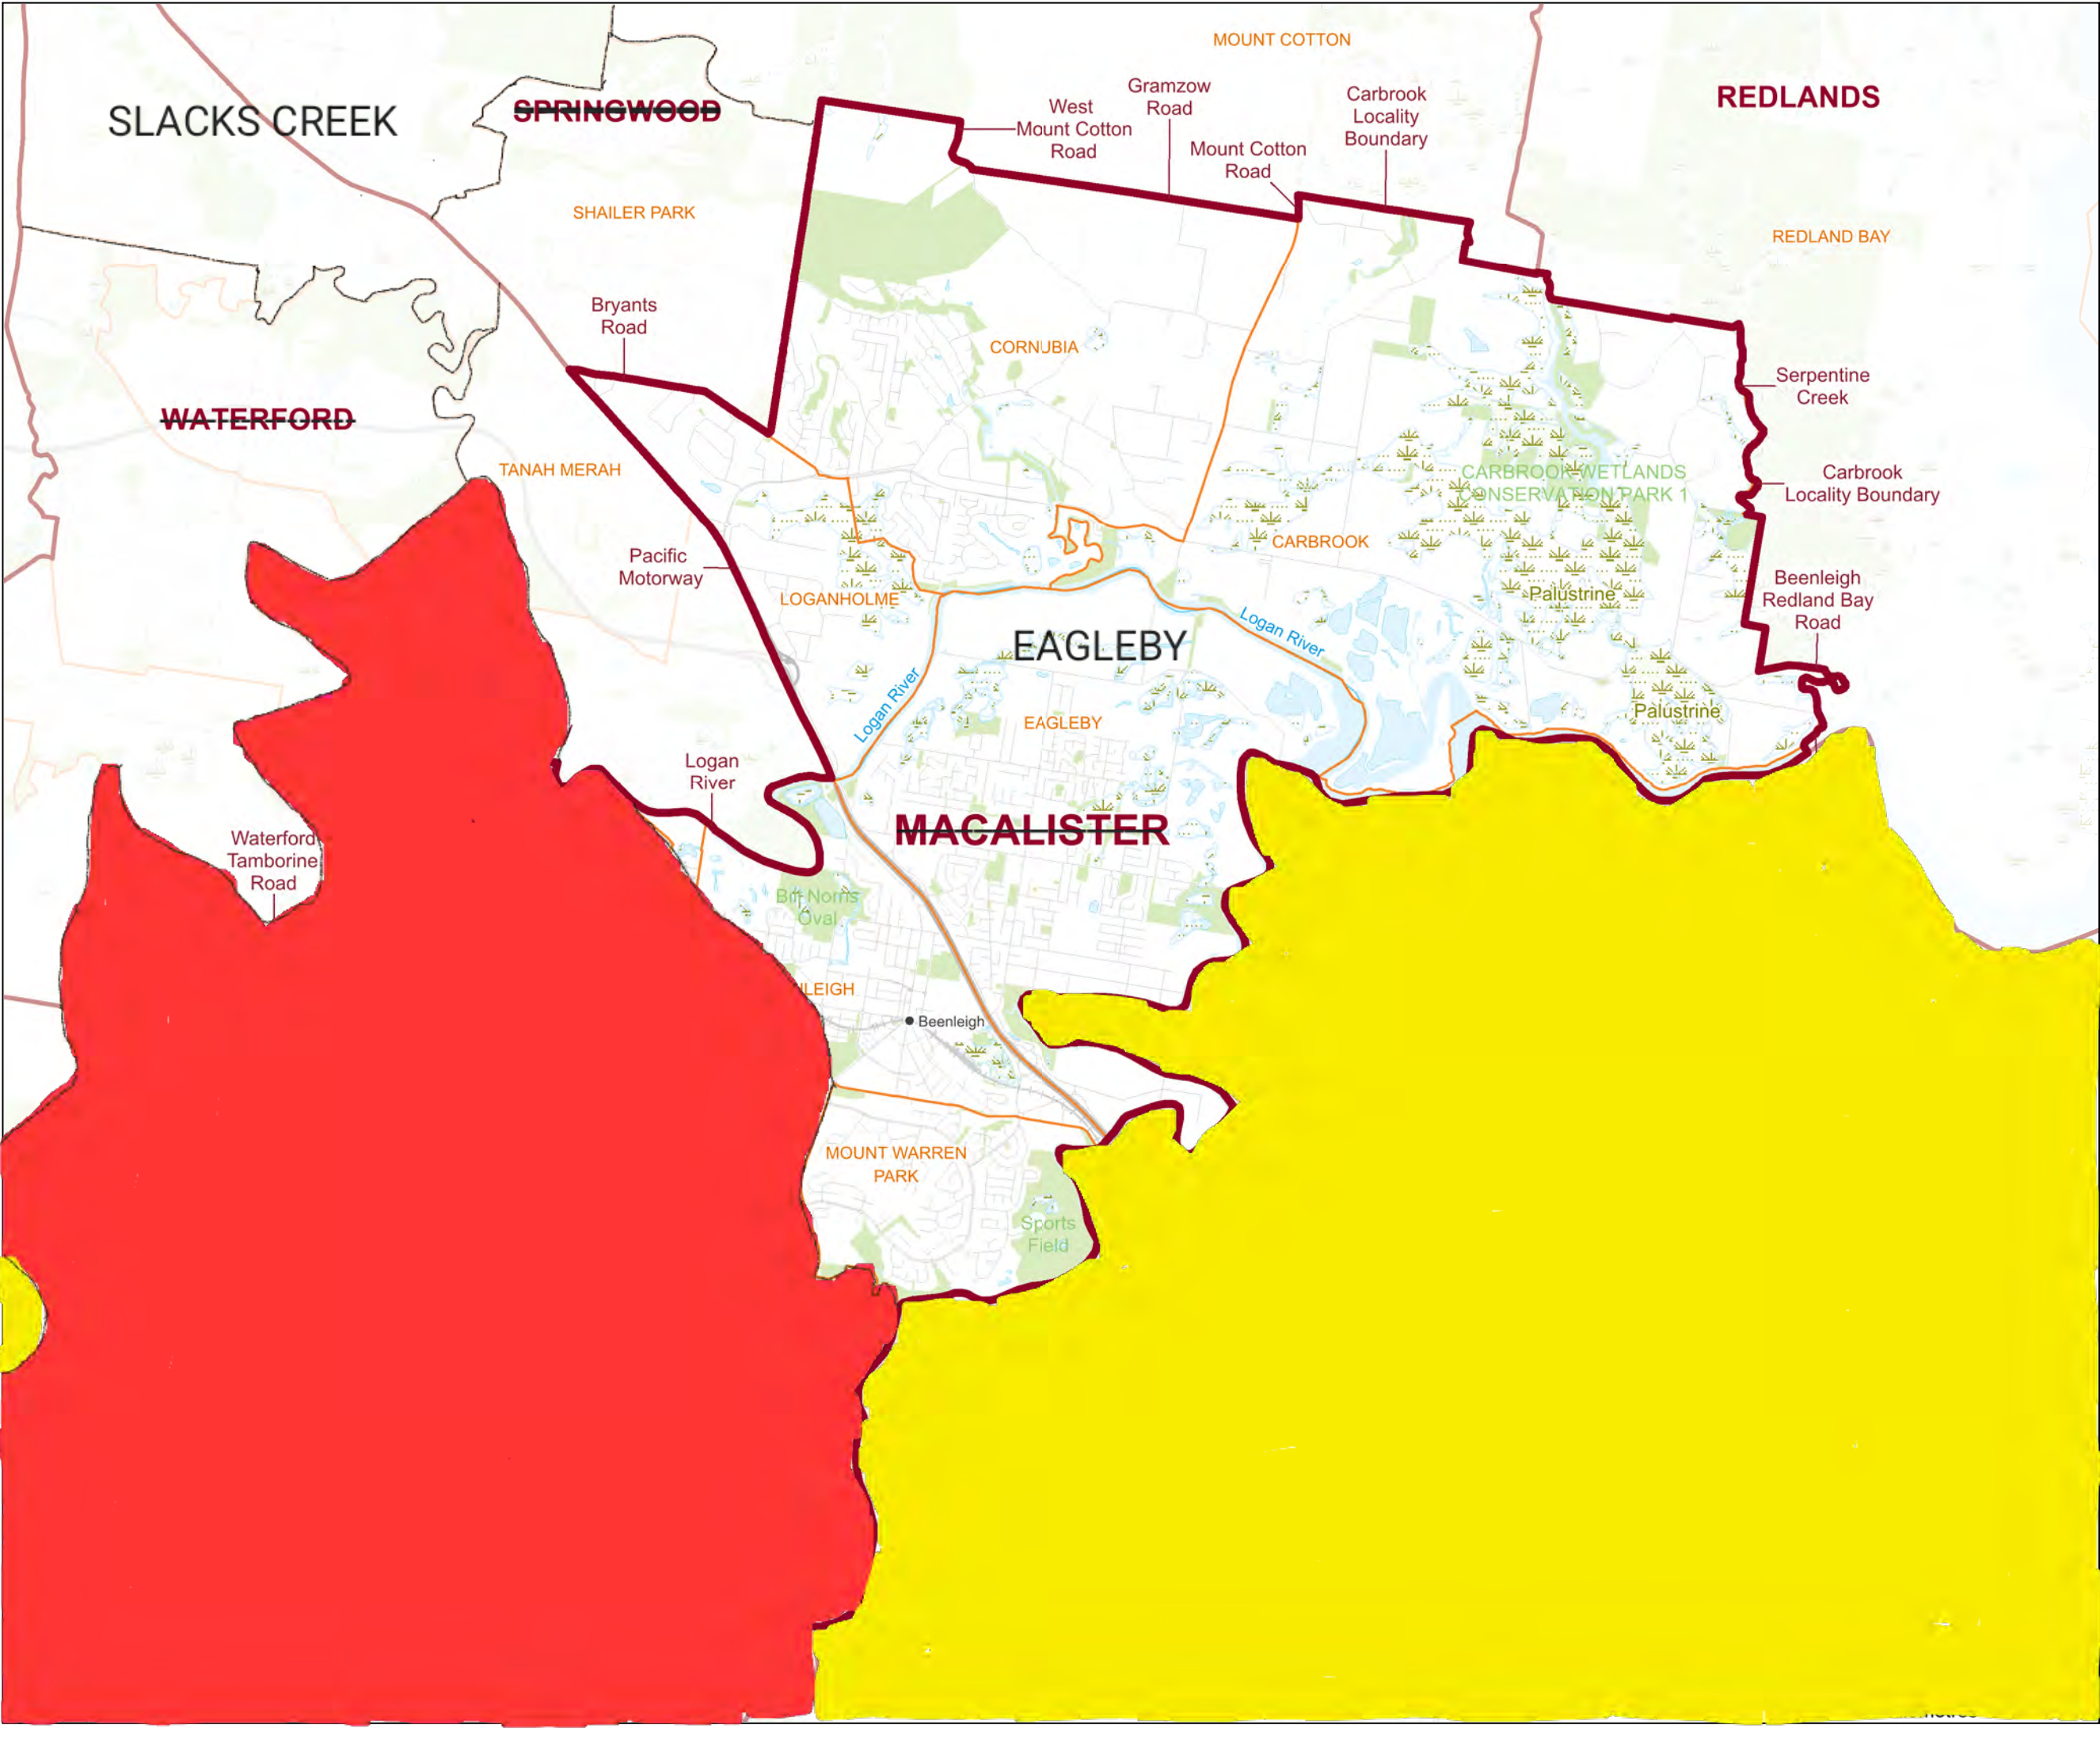 MOUNT COTTON
REDLANDS
SLACKS CREEK
SPRINGWOOD
West
Mount Cotton
Road
Gramzow
Road
Mount Cotton
Road
Carbrook
Locality
Boundary
SHAILER PARK
REDLAND BAY
Bryants
Road
CORNUBIA
Serpentine
Creek
WATERFORD
TANAH MERAH
CARBROOK WETLANDS
CONSERVATION PARK 1
Carbrook
Locality Boundary
Pacific
Motorway
CARBROOK
LOGANHOLME
Palustrine
Beenleigh
Redland Bay
Road
Logan River
EAGLEBY
Logan River
EAGLEBY
Palustrine
Logan
River
MACALISTER
Waterford
Tamborine
Road
Bill Norris
Oval
LEIGH
Beenleigh
MOUNT WARREN
PARK
Sports
Field